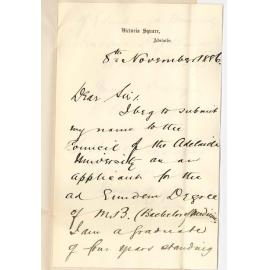 Victoria Square,
Adelaide.
8th November 1886
Dear Sir,
I beg to submit
my name to the
Council of the Adelaide
University as an
applicant for the
ad Eundem Degree
of M.B. (Bachelor of Medicine)
I am a graduate
of four years standing